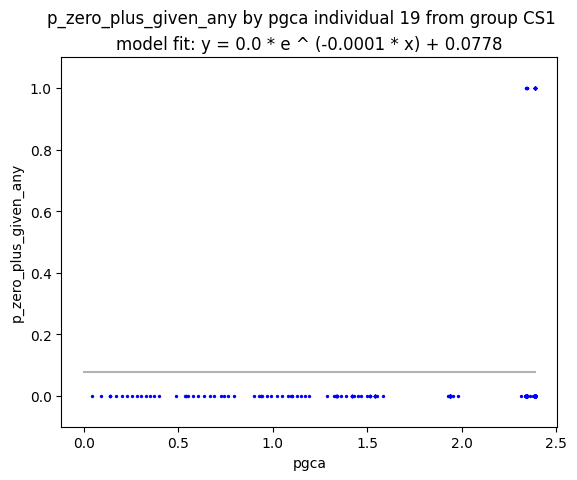 p_zero_plus_given_any by pgca individual 19 from group CS1
model fit: y = 0.0 * e ^ (-0.0001 * x) + 0.0778
1.0
0.8
0.6
0.4
0.2
0.0
p_zero_plus_given_any
0.0 0.5 1.0 1.5 2.0 2.5
pgca